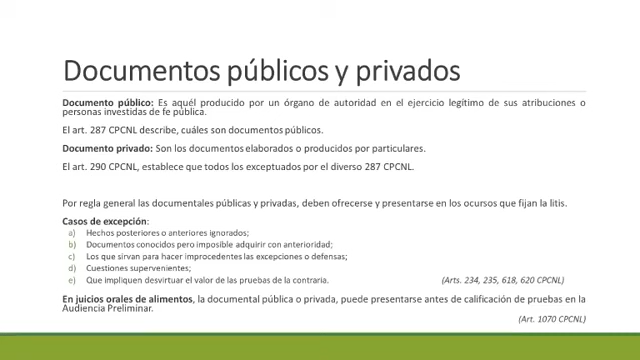 Documentos públicos y privados
Documento público: Es aquél producido por un órgano de autoridad en el ejercicio legítimo de sus atribuciones o
personas investidas de fe pública.
El art. 287 CPCNL describe, cuáles son documentos públicos.
Documento privado: Son los documentos elaborados o producidos por particulares.
El art. 290 CPCNL, establece que todos los exceptuados por el diverso 287 CPCNL.
Por regla general las documentales públicas y privadas, deben ofrecerse y presentarse en los ocursos que fijan la litis.
Casos de excepción:
a) Hechos posteriores o anteriores ignorados;
b) Documentos conocidos pero imposible adquirir con anterioridad;
c) Los que sirvan para hacer improcedentes las excepciones o defensas;
d) Cuestiones supervenientes;
e) Que impliquen desvirtuar el valor de las pruebas de la contraria. (Arts. 234, 235, 618, 620 CPCNL)
En juicios orales de alimentos, la documental pública o privada, puede presentarse antes de calificación de pruebas en la
Audiencia Preliminar.
(Art. 1070 CPCNL)